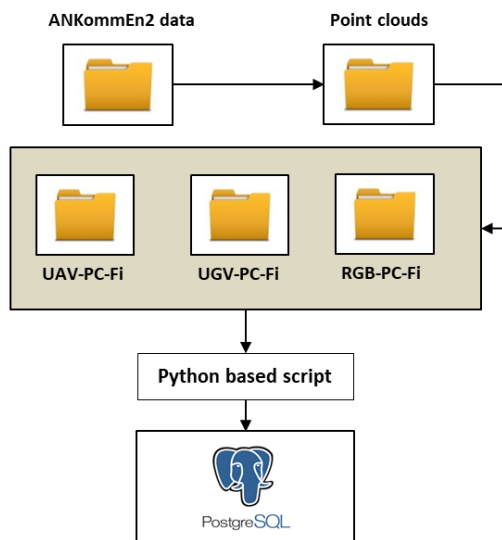 ANKommEn2 data
Point clouds
UAV-PC-Fi
UGV-PC-Fi
RGB-PC-Fi
Python based script
PostgreSQL